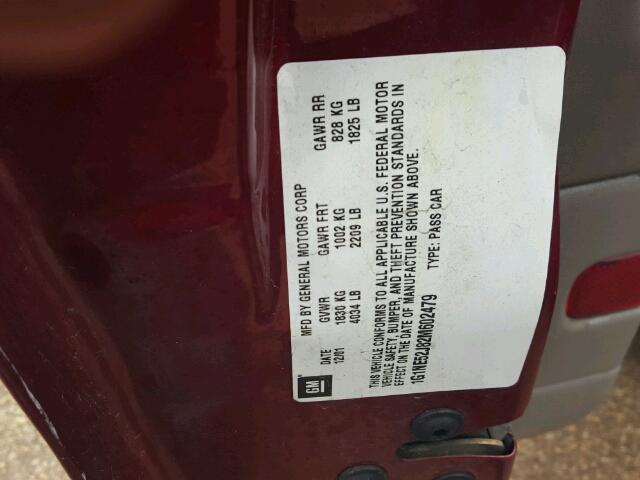 GM
MFD BY GENERAL MOTORS CORP
DATE GVWR GAWR FRT GAWR RR
12/01 1830 KG 1002 KG 828 KG
4034 LB 2209 LB 1825 LB
THIS VEHICLE CONFORMS TO ALL APPLICABLE U.S. FEDERAL MOTOR
VEHICLE SAFETY, BUMPER, AND THEFT PREVENTION STANDARDS IN
EFFECT ON THE DATE OF MANUFACTURE SHOWN ABOVE.
1G1NE52J82M602479 TYPE: PASS CAR